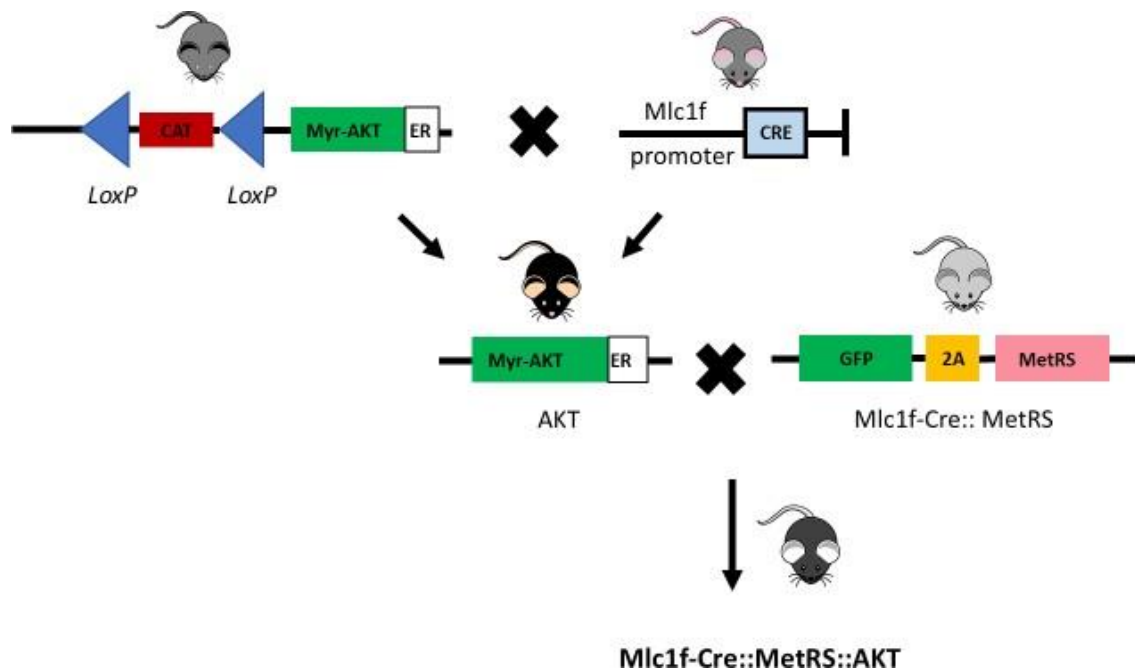 CAT
Myr-AKT
ER
LoxP
LoxP
Mlc1f
promoter
CRE
Myr-AKT
ER
AKT
GFP
2A
MetRS
Mlc1f-Cre:: MetRS
Mlc1f-Cre::MetRS::AKT